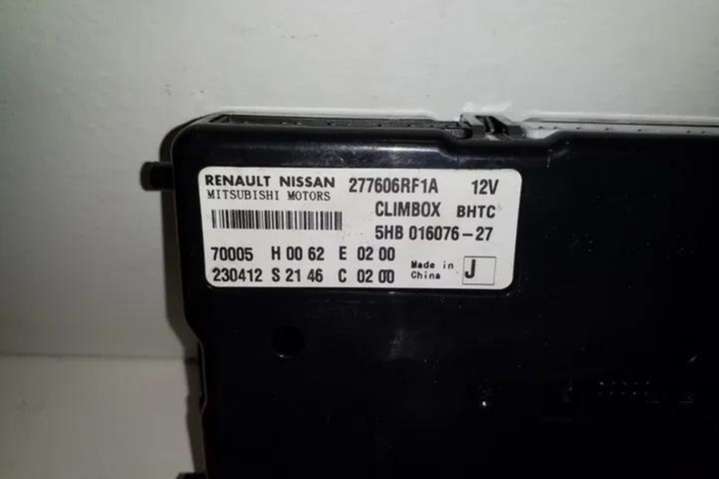 RENAULT NISSAN 277606RF1A 12V
MITSUBISHI MOTORS
CLIMBOX BHTC
5HB 016076-27
70005 H 00 62 E 02 00
230412 S 21 46 C 02 00
Made in
China
J